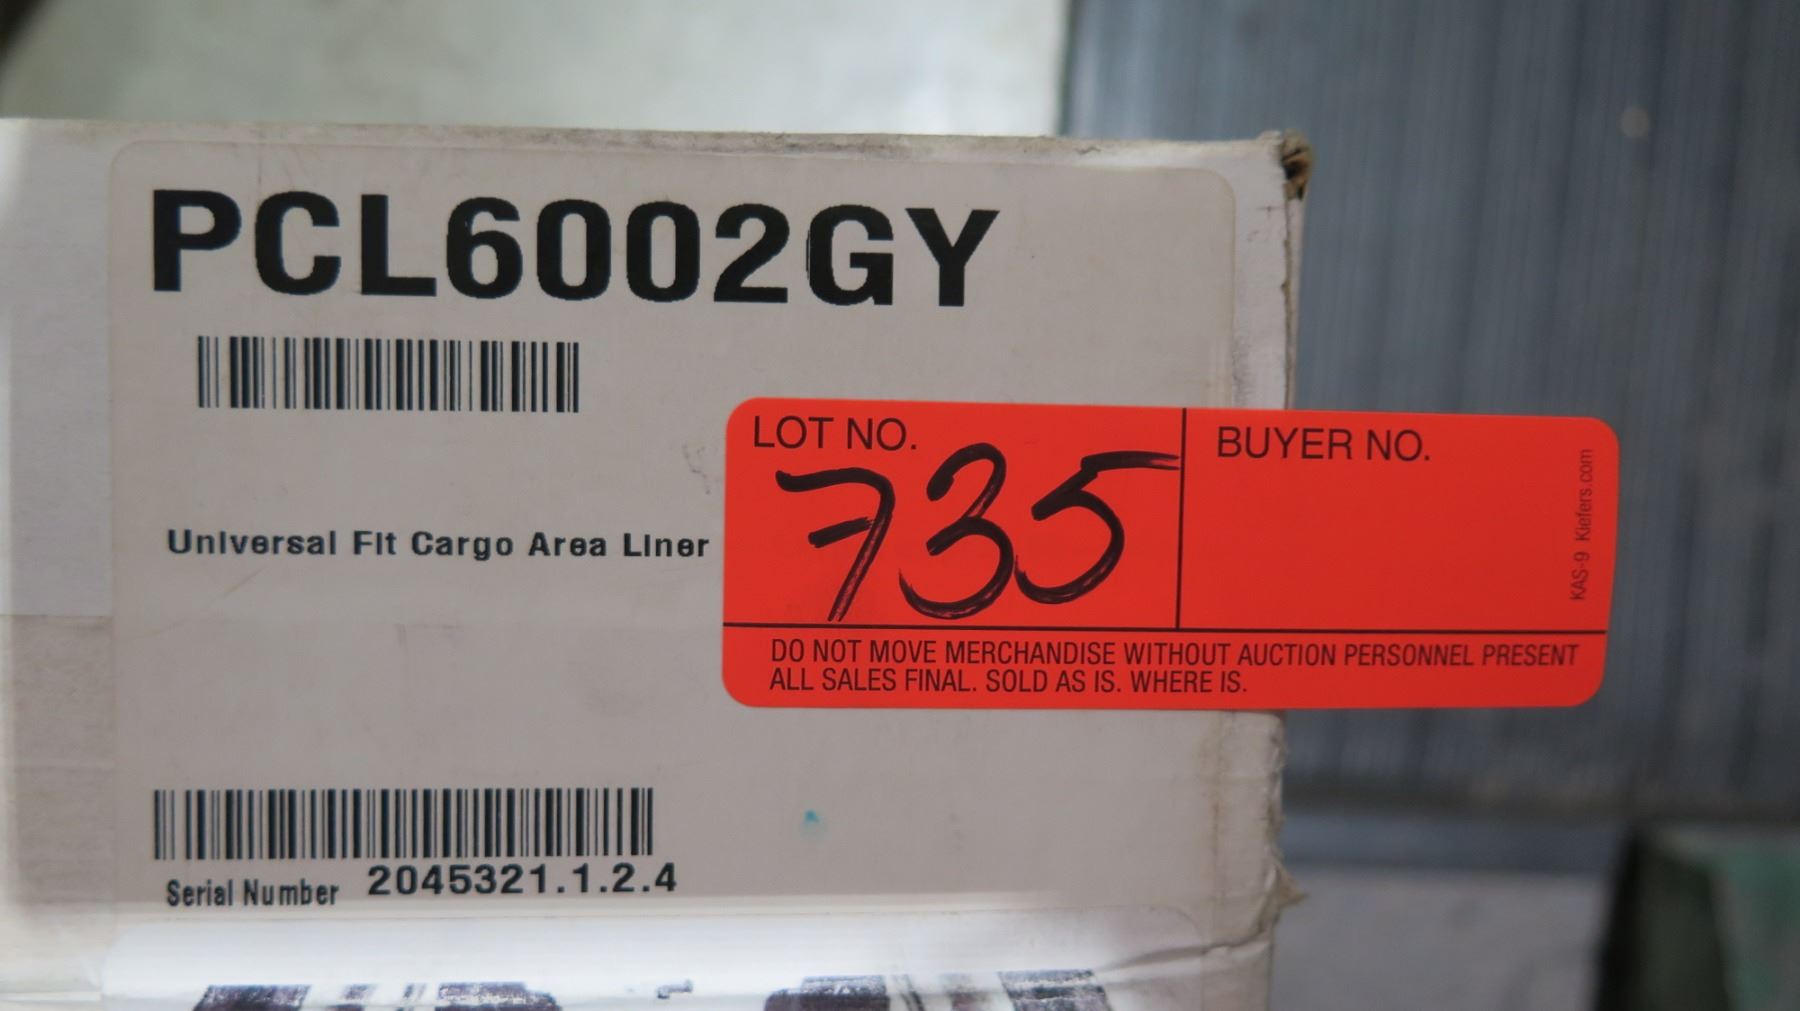 PCL6002GY
Universal Fit Cargo Area Liner
LOT NO.
735
BUYER NO.
KAS-9 Kiefers.com
DO NOT MOVE MERCHANDISE WITHOUT AUCTION PERSONNEL PRESENT
ALL SALES FINAL. SOLD AS IS. WHERE IS.
Serial Number 2045321.1.2.4